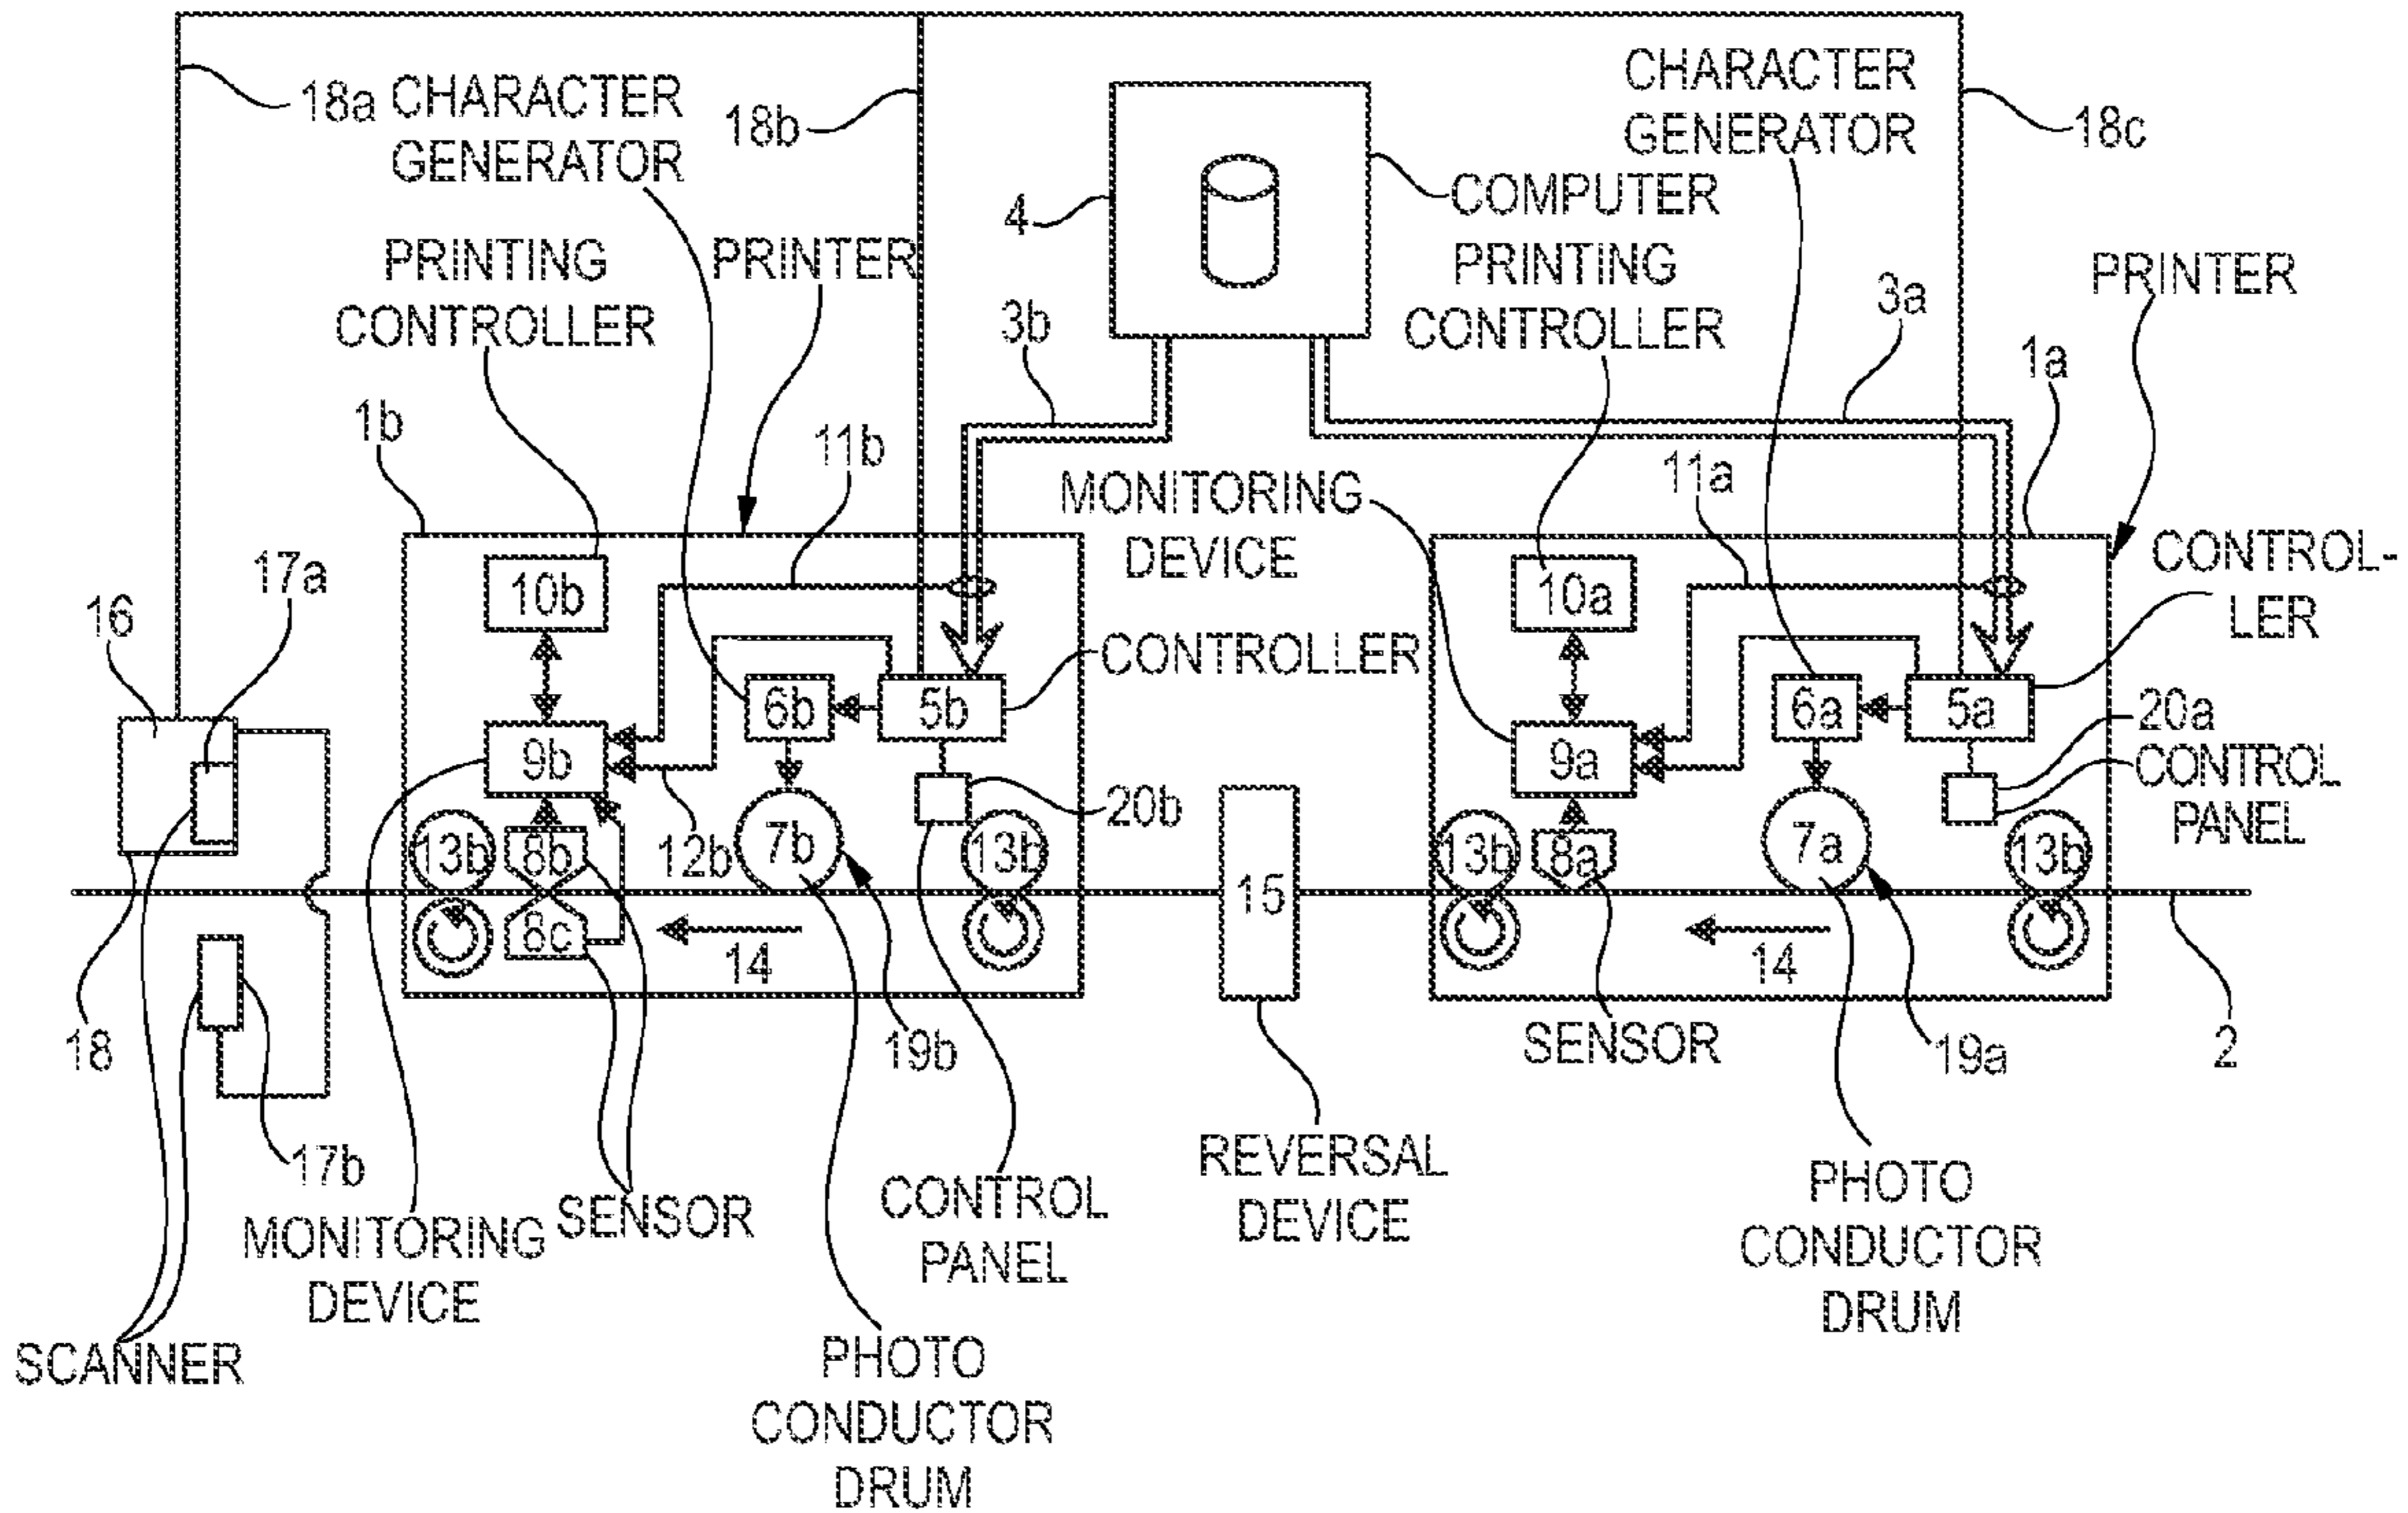 18a
CHARACTER
GENERATOR
18b
CHARACTER
GENERATOR
18c
4
COMPUTER
PRINTING
CONTROLLER
PRINTER
3b
PRINTING
CONTROLLER
3a
PRINTER
1a
1b
11b
MONITORING
DEVICE
11a
CONTROL-
LER
16
17a
10b
10a
CONTROLLER
6b
5b
6a
5a
20a
CONTROL
PANEL
9b
9a
20b
13b
8b
12b
7b
13b
13b
8a
7a
13b
15
8c
14
14
18
19b
SENSOR
19a
2
17b
MONITORING
DEVICE
SENSOR
CONTROL
PANEL
REVERSAL
DEVICE
PHOTO
CONDUCTOR
DRUM
SCANNER
PHOTO
CONDUCTOR
DRUM